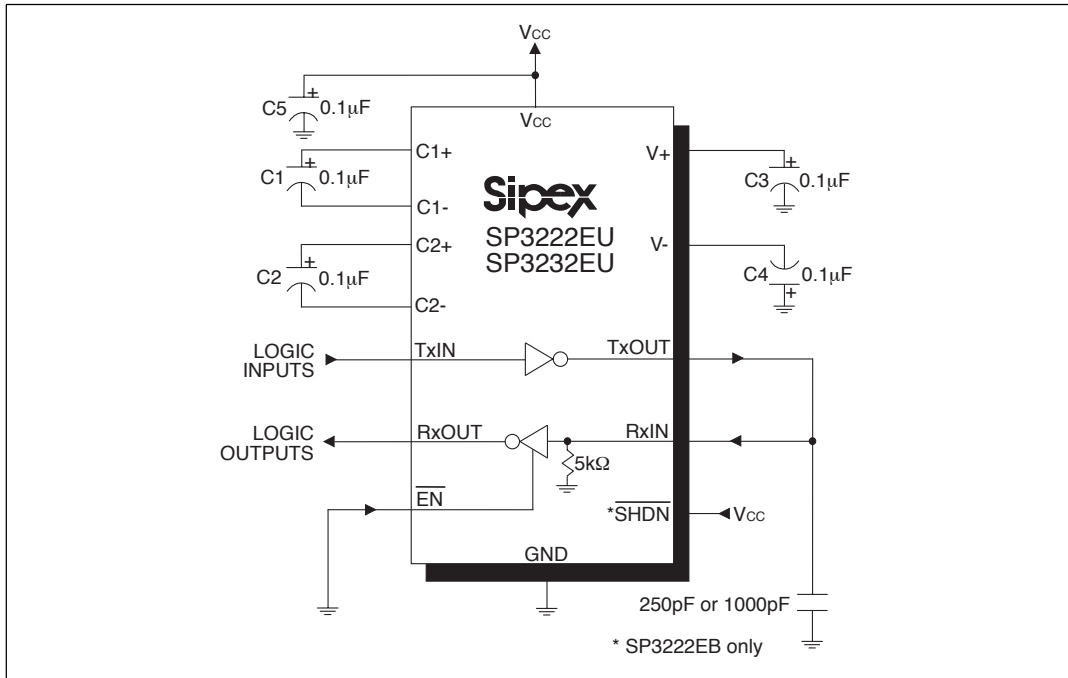 VCC
C5
+
0.1µF
VCC
C1+
V+
C1
+
0.1µF
C3
+
0.1µF
C1-
Sipex
C2+
SP3222EU
V-
C2
+
0.1µF
SP3232EU
C4
0.1µF
+
C2-
LOGIC
INPUTS
TxIN
TxOUT
LOGIC
OUTPUTS
RxOUT
RxIN
5kΩ
EN
*SHDN
VCC
GND
250pF or 1000pF
* SP3222EB only